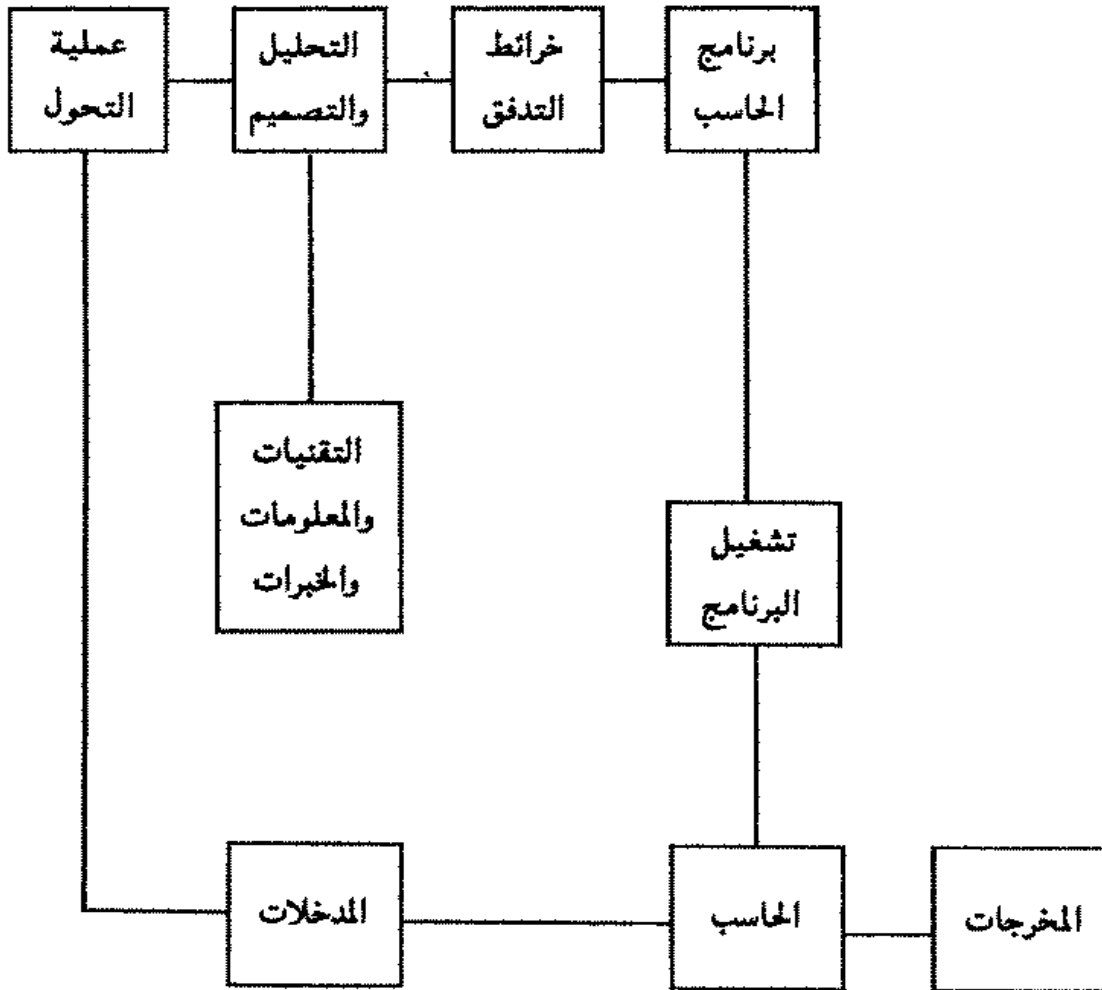 عملية
التحول
التحليل
والتصميم
خرائط
التدفق
برنامج
الحاسب
التقنيات
والمعلومات
والخبرات
تشغيل
البرنامج
المدخلات
الحاسب
المخرجات